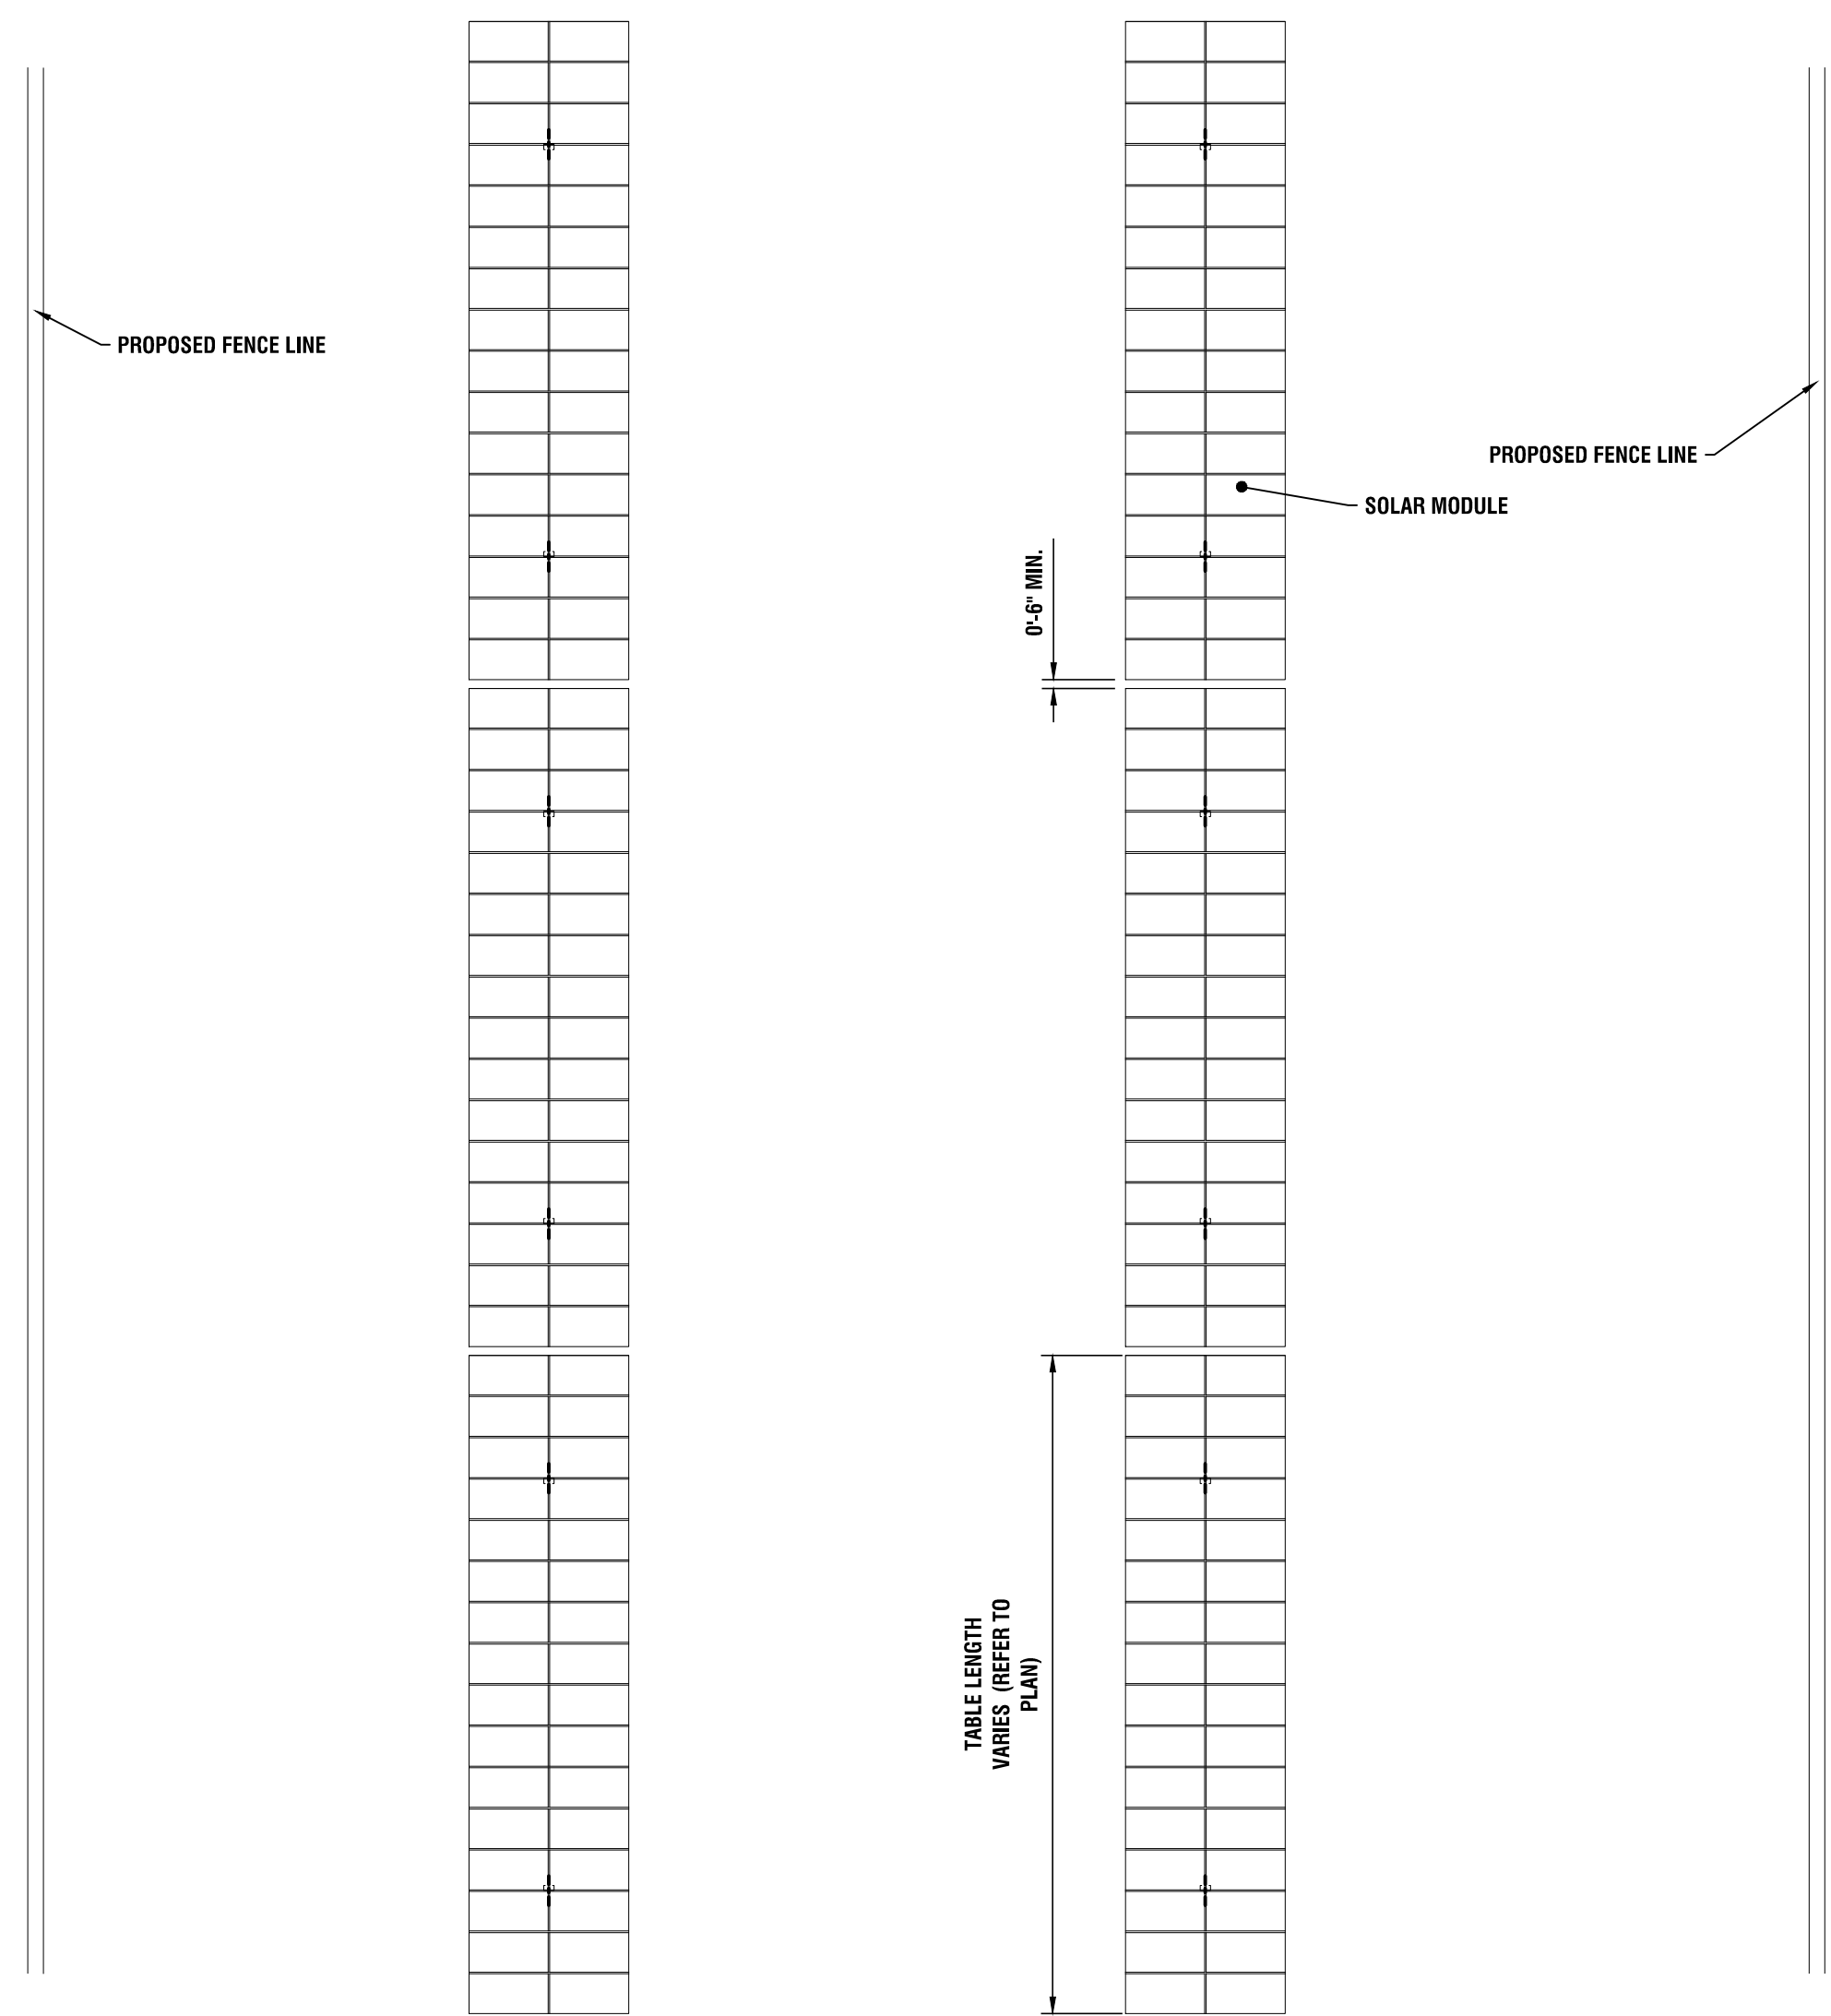 PROPOSED FENCE LINE
PROPOSED FENCE LINE
SOLAR MODULE
0'-6" MIN.
TABLE LENGTH
VARIES (REFER TO
PLAN)